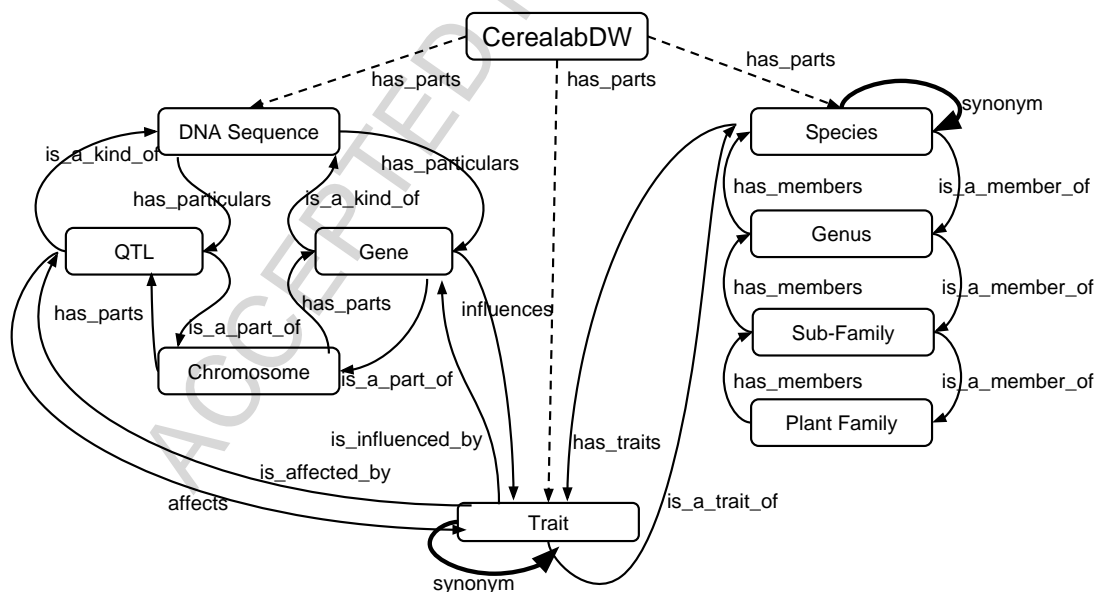 CerealabDW
has_parts
has_parts
has_parts
DNA Sequence
Species
synonym
is_a_kind_of
has_particulars
has_particulars
is_a_kind_of
has_members
is_a_member_of
QTL
Gene
Genus
has_parts
is_a_part_of
has_parts
influences
has_members
is_a_member_of
Chromosome
is_a_part_of
Sub-Family
has_members
is_a_member_of
Plant Family
is_influenced_by
has_traits
is_affected_by
affects
is_a_trait_of
Trait
synonym
ACCEPTED